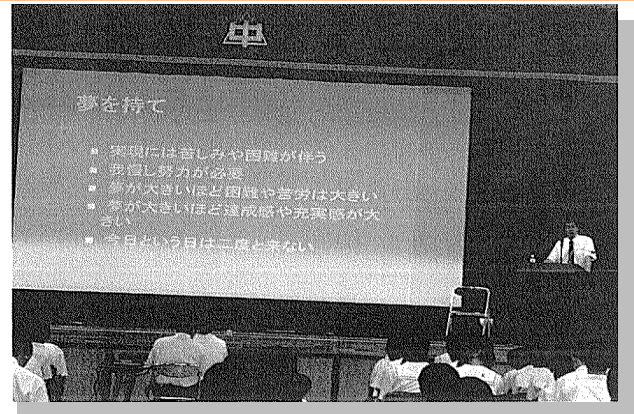 中
夢を持て
■ 実現には苦しみや困難が伴う
■ 我慢し努力が必要
■ 夢が大きいほど困難や苦労は大きい
■ 夢が大きいほど達成感や充実感が大
きい
■ 今日という日は二度と来ない